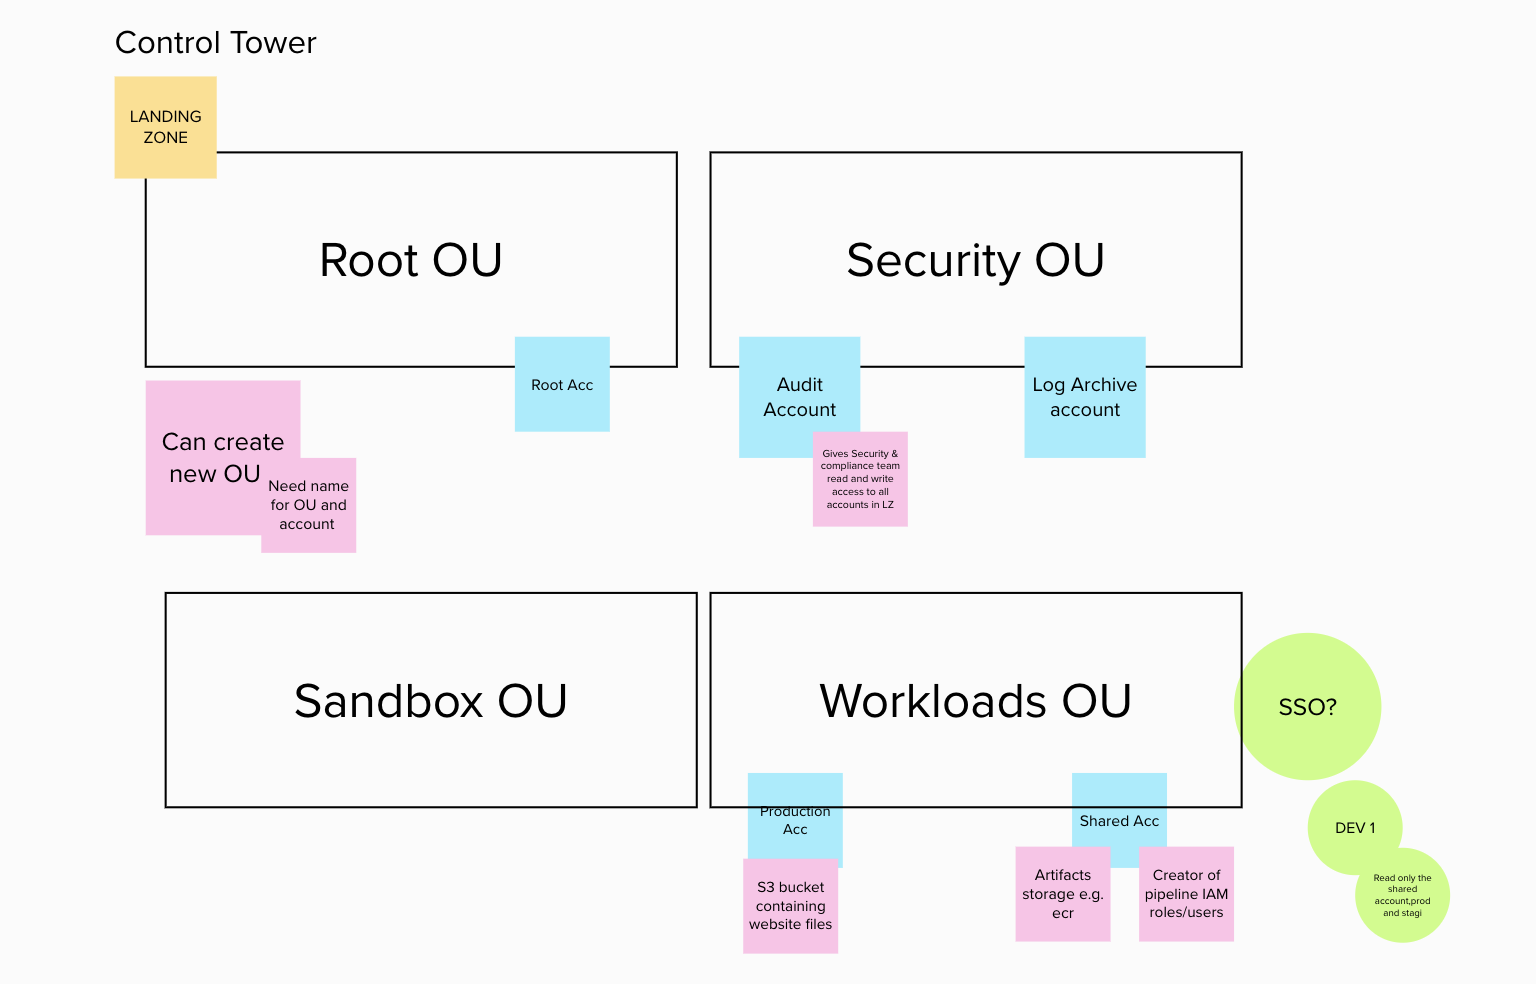 Control Tower
LANDING
ZONE
Root OU
Security OU
Root Acc
Audit
Account
Log Archive
account
Can create
new OU
Need name
for OU and
account
Gives Security &
compliance team
read and write
access to all
accounts in LZ
Sandbox OU
Workloads OU
SSO?
Production
Acc
Shared Acc
DEV 1
S3 bucket
containing
website files
Artifacts
storage e.g.
ecr
Creator of
pipeline IAM
roles/users
Read only the
shared
account,prod
and stagi